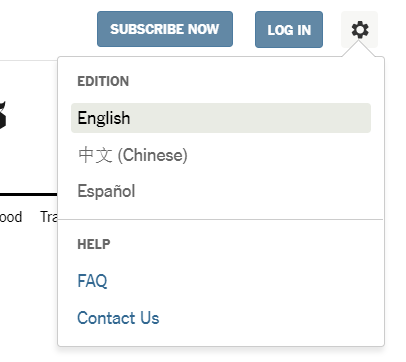 SUBSCRIBE NOW LOG IN
EDITION
English
中文 (Chinese)
Español
ood Tra
HELP
FAQ
Contact Us